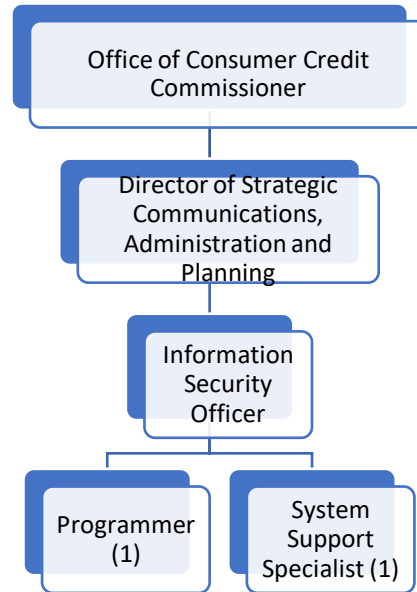 Office of Consumer Credit
Commissioner
Director of Strategic
Communications,
Administration and
Planning
Information
Security
Officer
Programmer
(1)
System
Support
Specialist (1)